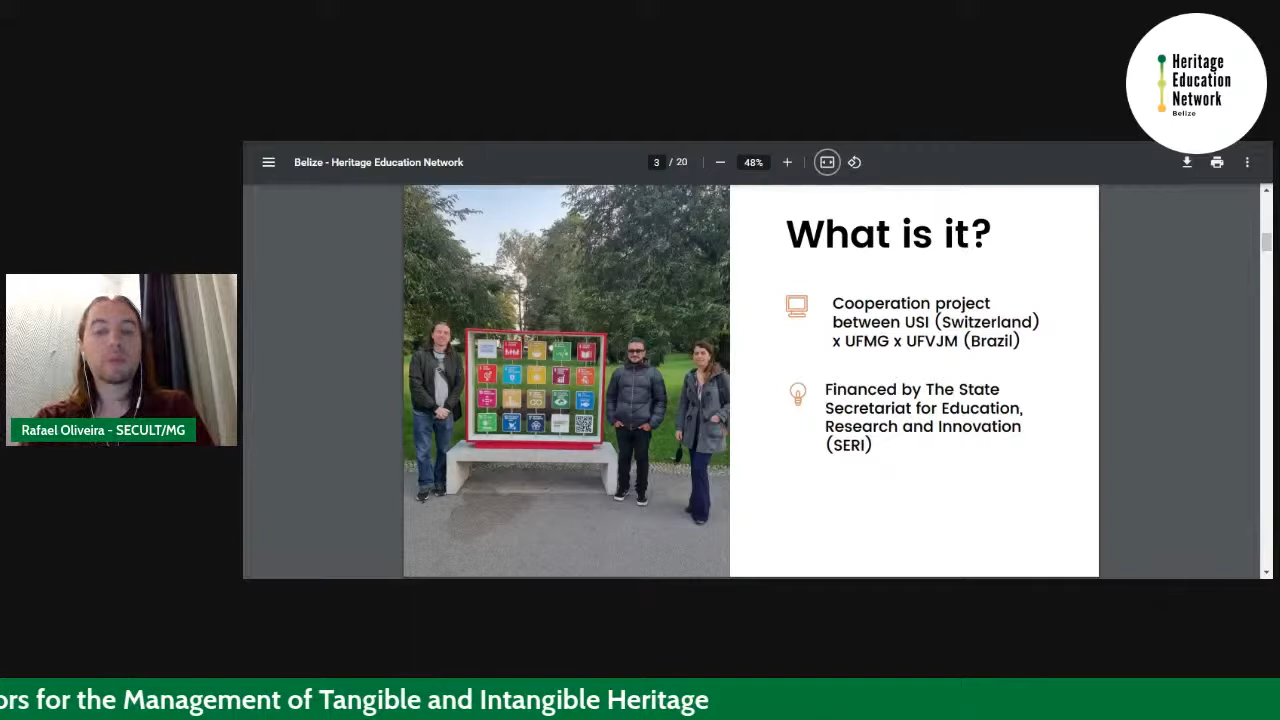 Heritage
Education
Network
Belize
Belize - Heritage Education Network
3 / 20
48%
What is it?
Cooperation project
between USI (Switzerland)
x UFMG x UFVJM (Brazil)
Financed by The State
Secretariat for Education,
Research and Innovation
(SERI)
Rafael Oliveira - SECULT/MG
ors for the Management of Tangible and Intangible Heritage